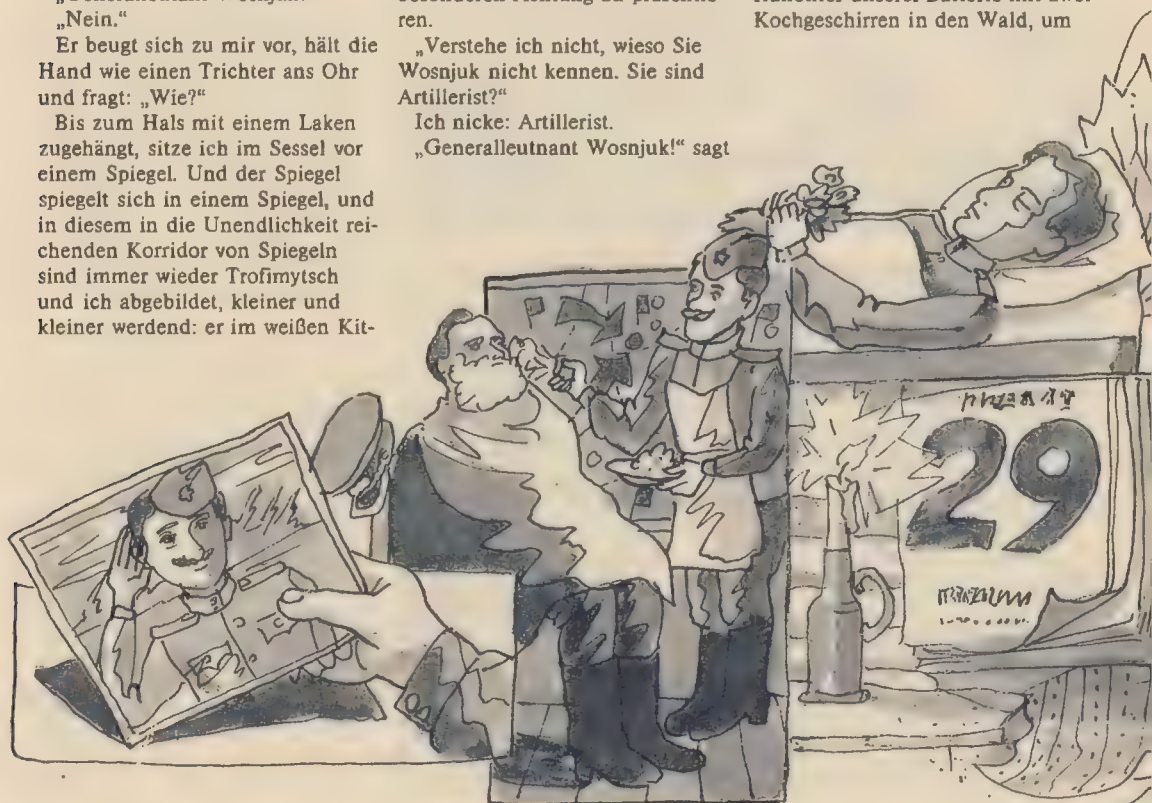 „Nein.“
Er beugt sich zu mir vor, hält die
Hand wie einen Trichter ans Ohr
und fragt: „Wie?“
Bis zum Hals mit einem Laken
zugehängt, sitze ich im Sessel vor
einem Spiegel. Und der Spiegel
spiegelt sich in einem Spiegel, und
in diesem in die Unendlichkeit rei-
chenden Korridor von Spiegeln
sind immer wieder Trofimytsch
und ich abgebildet, kleiner und
kleiner werdend: er im weißen Kit-
ren.
„Verstehe ich nicht, wieso Sie
Wosnjuk nicht kennen. Sie sind
Artillerist?“
Ich nicke: Artillerist.
„Generalleutnant Wosnjuk!“ sagt
Kochgeschirren in den Wald, um
29